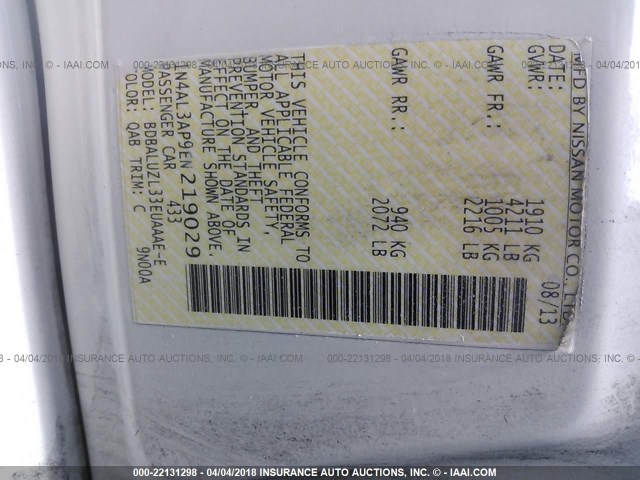 MFD BY NISSAN MOTOR CO., LTD
DATE: 08/13
GVWR: 1910 KG
4211 LB
GAWR FR.: 1005 KG
2216 LB
GAWR RR.: 940 KG
2072 LB
THIS VEHICLE CONFORMS TO
ALL APPLICABLE FEDERAL
MOTOR VEHICLE SAFETY,
BUMPER AND THEFT
PREVENTION STANDARDS IN
EFFECT ON THE DATE OF
MANUFACTURE SHOWN ABOVE.
1N4AL3AP9EN219029
PASSENGER CAR 433
MODEL: BDBALUZL33EUAAAE-E
COLOR: QAB TRIM: C 9N00A
000-22131298 - 04/04/2018 INSURANCE AUTO AUCTIONS, INC. - © IAAI.COM